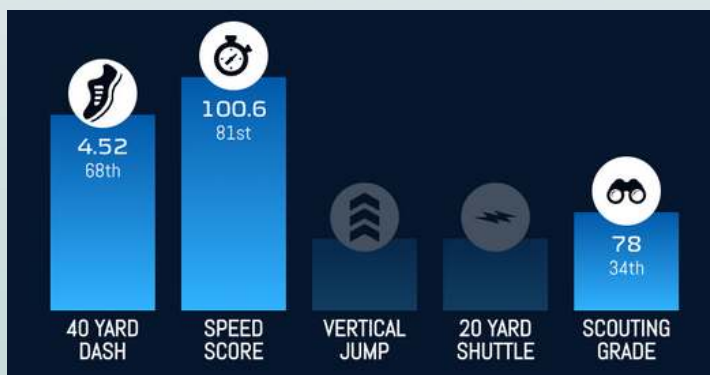 4.52
68th
100.6
81st
78
34th
40 YARD
DASH
SPEED
SCORE
VERTICAL
JUMP
20 YARD
SHUTTLE
SCOUTING
GRADE